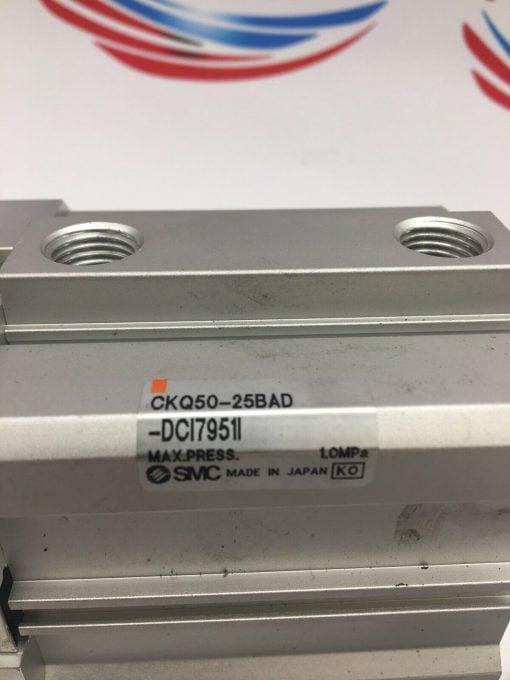 CKQ50-25BAD
-DCI7951I
MAX.PRESS. 1.0MPa
SMC MADE IN JAPAN KO